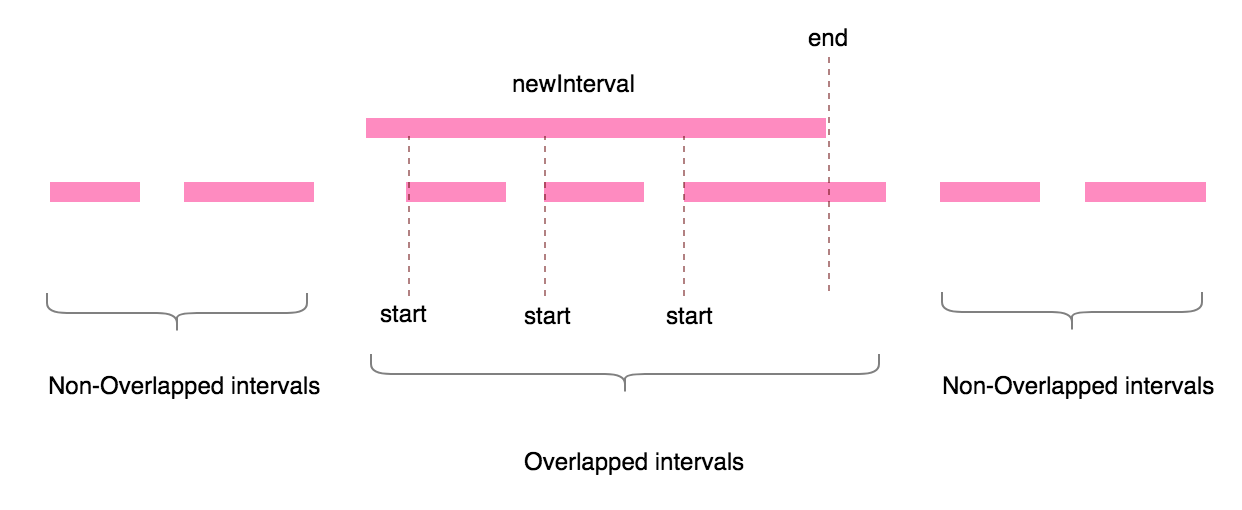 end
newInterval
start
start
start
Non-Overlapped intervals
Non-Overlapped intervals
Overlapped intervals